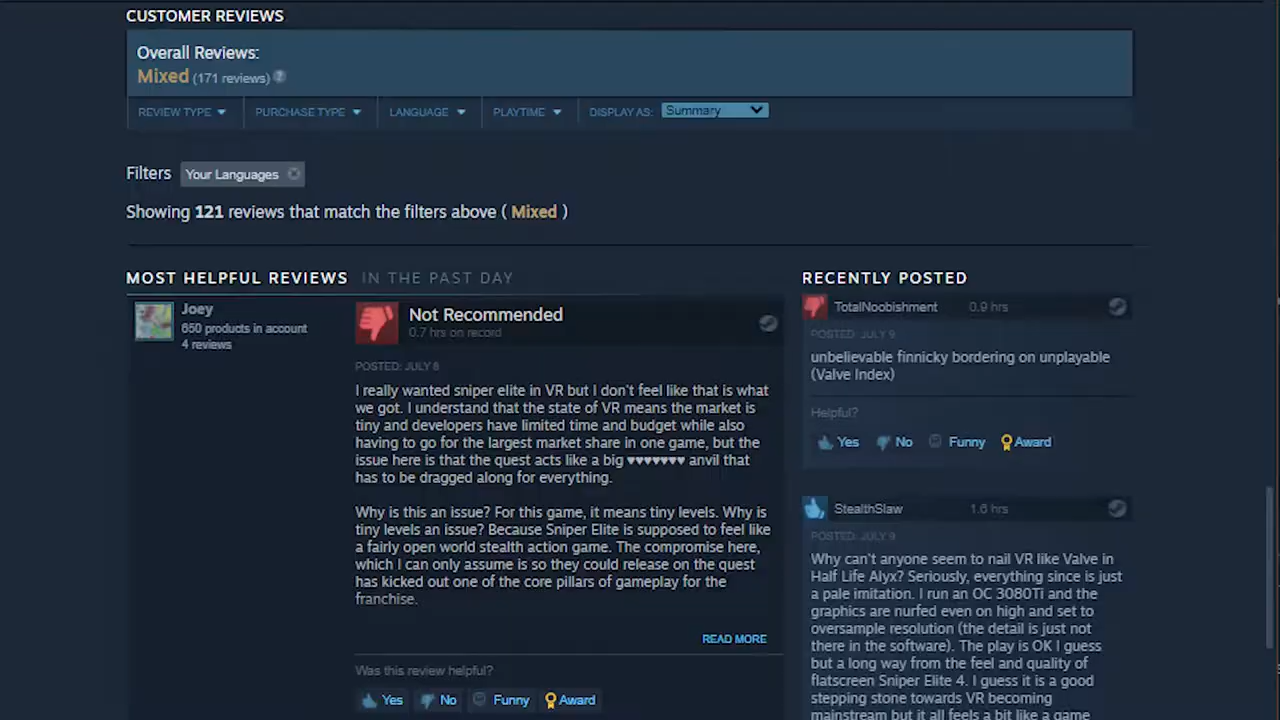 CUSTOMER REVIEWS
Overall Reviews:
Mixed (171 reviews) ?
REVIEW TYPE PURCHASE TYPE LANGUAGE PLAYTIME DISPLAY AS: Summary
Filters Your Languages
Showing 121 reviews that match the filters above ( Mixed )
MOST HELPFUL REVIEWS IN THE PAST DAY
Joey
650 products in account
4 reviews
Not Recommended
0.7 hrs on record
POSTED: JULY 8
I really wanted sniper elite in VR but I don't feel like that is what
we got. I understand that the state of VR means the market is
tiny and developers have limited time and budget while also
having to go for the largest market share in one game, but the
issue here is that the quest acts like a big ♥♥♥♥♥♥♥ anvil that
has to be dragged along for everything.
Why is this an issue? For this game, it means tiny levels. Why is
tiny levels an issue? Because Sniper Elite is supposed to feel like
a fairly open world stealth action game. The compromise here,
which I can only assume is so they could release on the quest
has kicked out one of the core pillars of gameplay for the
franchise.
READ MORE
Was this review helpful?
Yes No Funny Award
RECENTLY POSTED
TotalNoobishment 0.9 hrs
POSTED: JULY 9
unbelievable finnicky bordering on unplayable
(Valve Index)
Helpful?
Yes No Funny Award
StealthSlaw 1.6 hrs
POSTED: JULY 9
Why can't anyone seem to nail VR like Valve in
Half Life Alyx? Seriously, everything since is just
a pale imitation. I run an OC 3080Ti and the
graphics are nurfed even on high and set to
oversample resolution (the detail is just not
there in the software). The play is OK I guess
but a long way from the feel and quality of
flatscreen Sniper Elite 4. I guess it is a good
stepping stone towards VR becoming
mainstream but it all feels a bit like a game